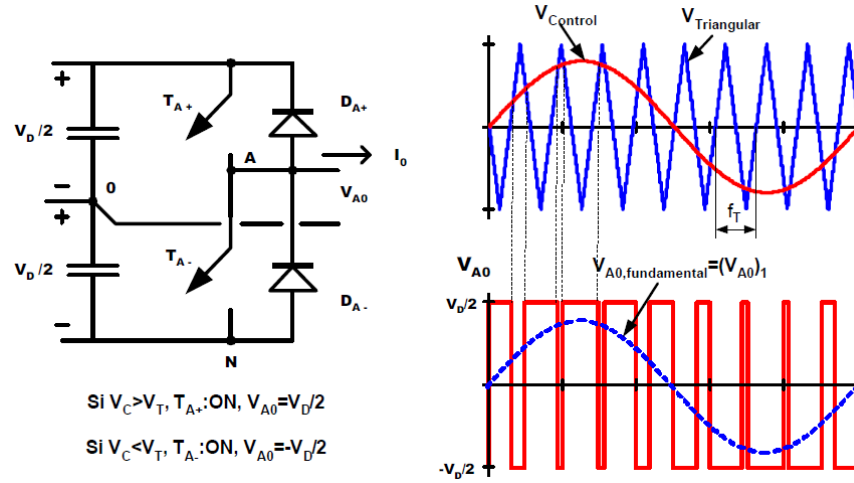 V_Control
V_Triangular
+
T_A+
D_A+
V_D/2
A
I_0
–
0
V_A0
+
f_T
T_A-
V_D/2
D_A-
–
N
V_A0
V_A0,fundamental=(V_A0)_1
V_D/2
-V_D/2
Si V_C>V_T, T_A+:ON, V_A0=V_D/2
Si V_C<V_T, T_A-:ON, V_A0=-V_D/2